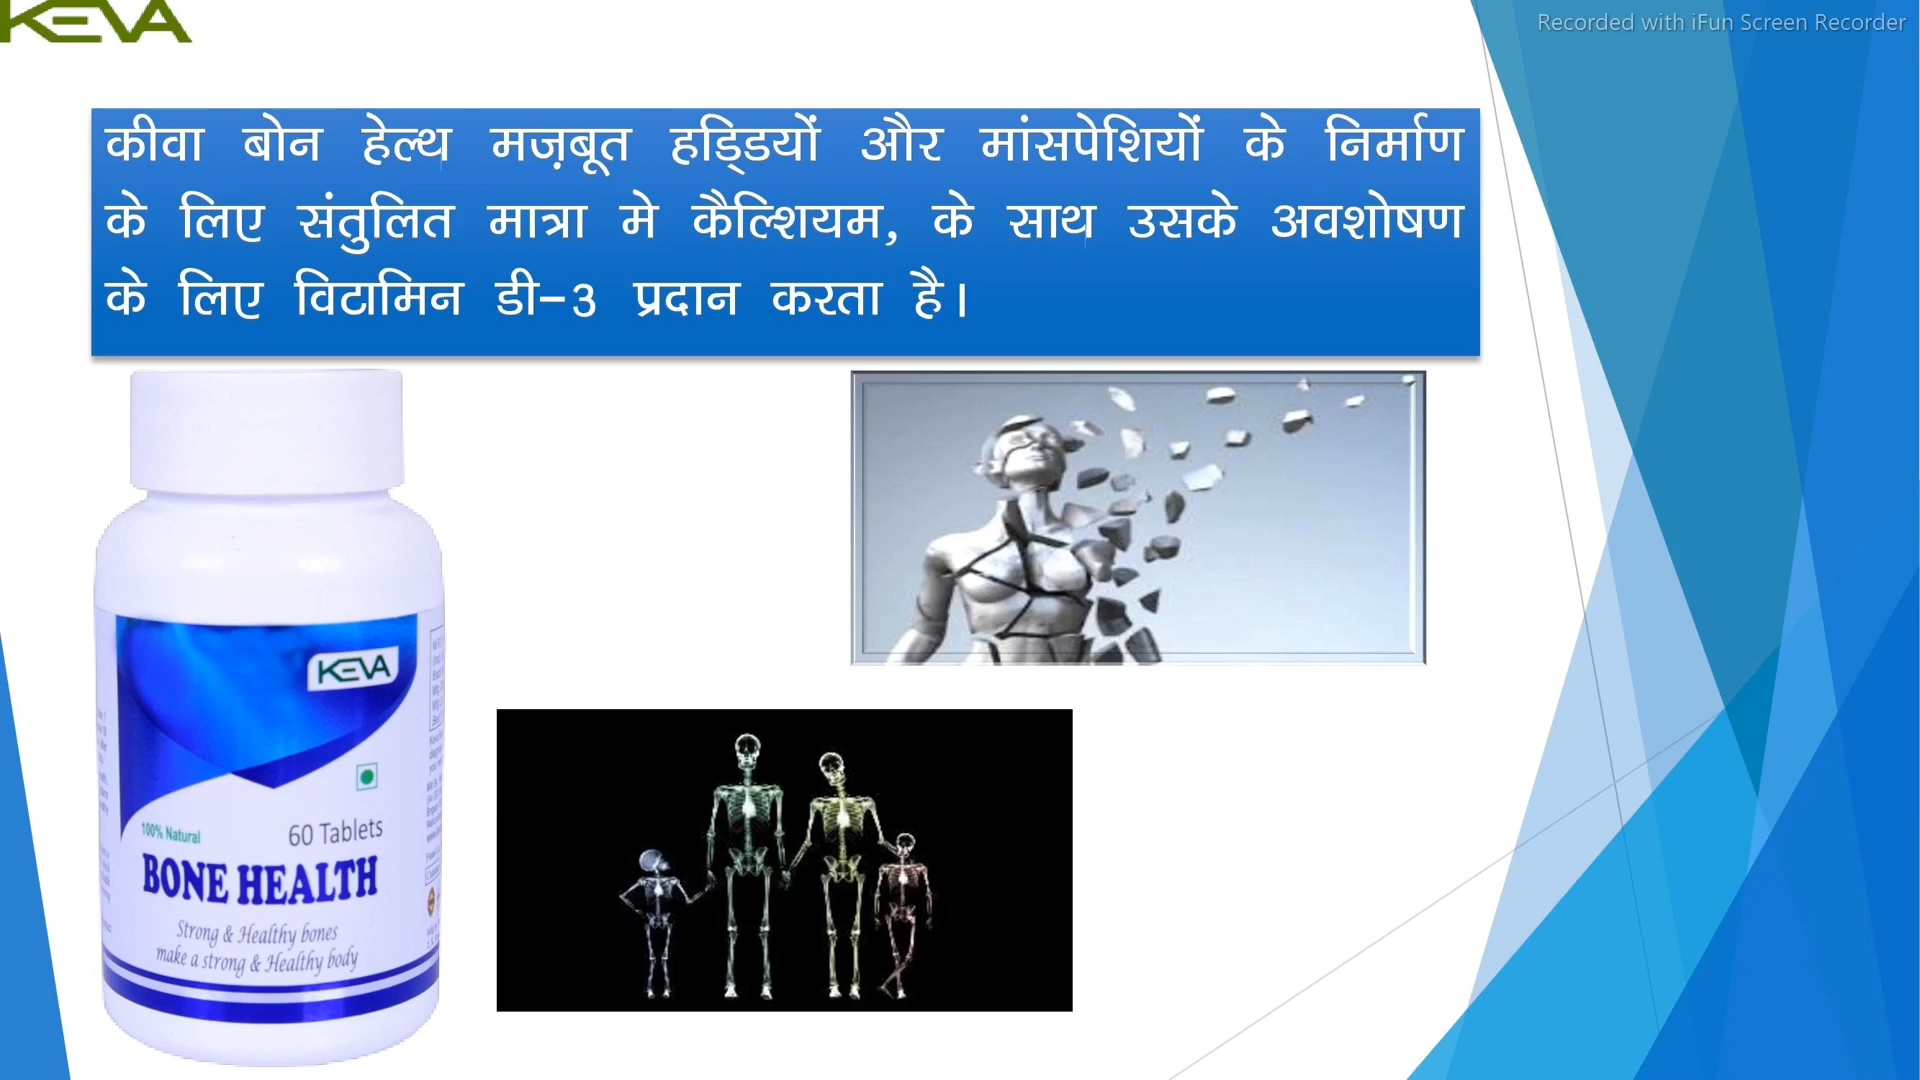 KEVA
Recorded with iFun Screen Recorder
कीवा बोन हेल्थ मज़बूत हड्डियों और मांसपेशियों के निर्माण
के लिए संतुलित मात्रा मे कैल्शियम, के साथ उसके अवशोषण
के लिए विटामिन डी-3 प्रदान करता है।
KEVA
100% Natural
60 Tablets
BONE HEALTH
Strong & Healthy bones
make a strong & Healthy body